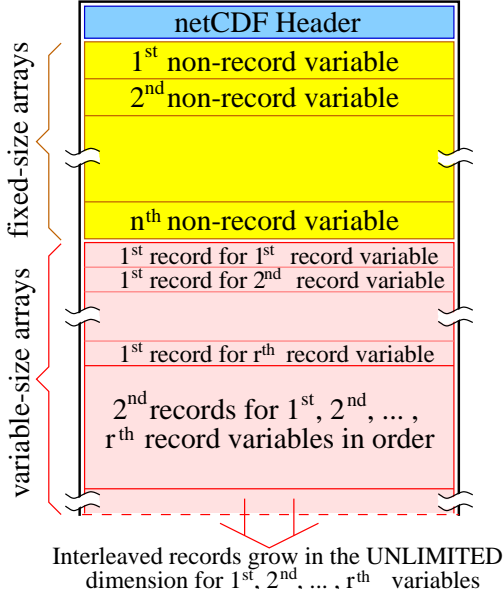 netCDF Header
1st non-record variable
2nd non-record variable
nth non-record variable
fixed-size arrays
1st record for 1st record variable
1st record for 2nd record variable
1st record for rth record variable
2nd records for 1st, 2nd, ... ,
rth record variables in order
variable-size arrays
Interleaved records grow in the UNLIMITED
dimension for 1st, 2nd, ... , rth variables